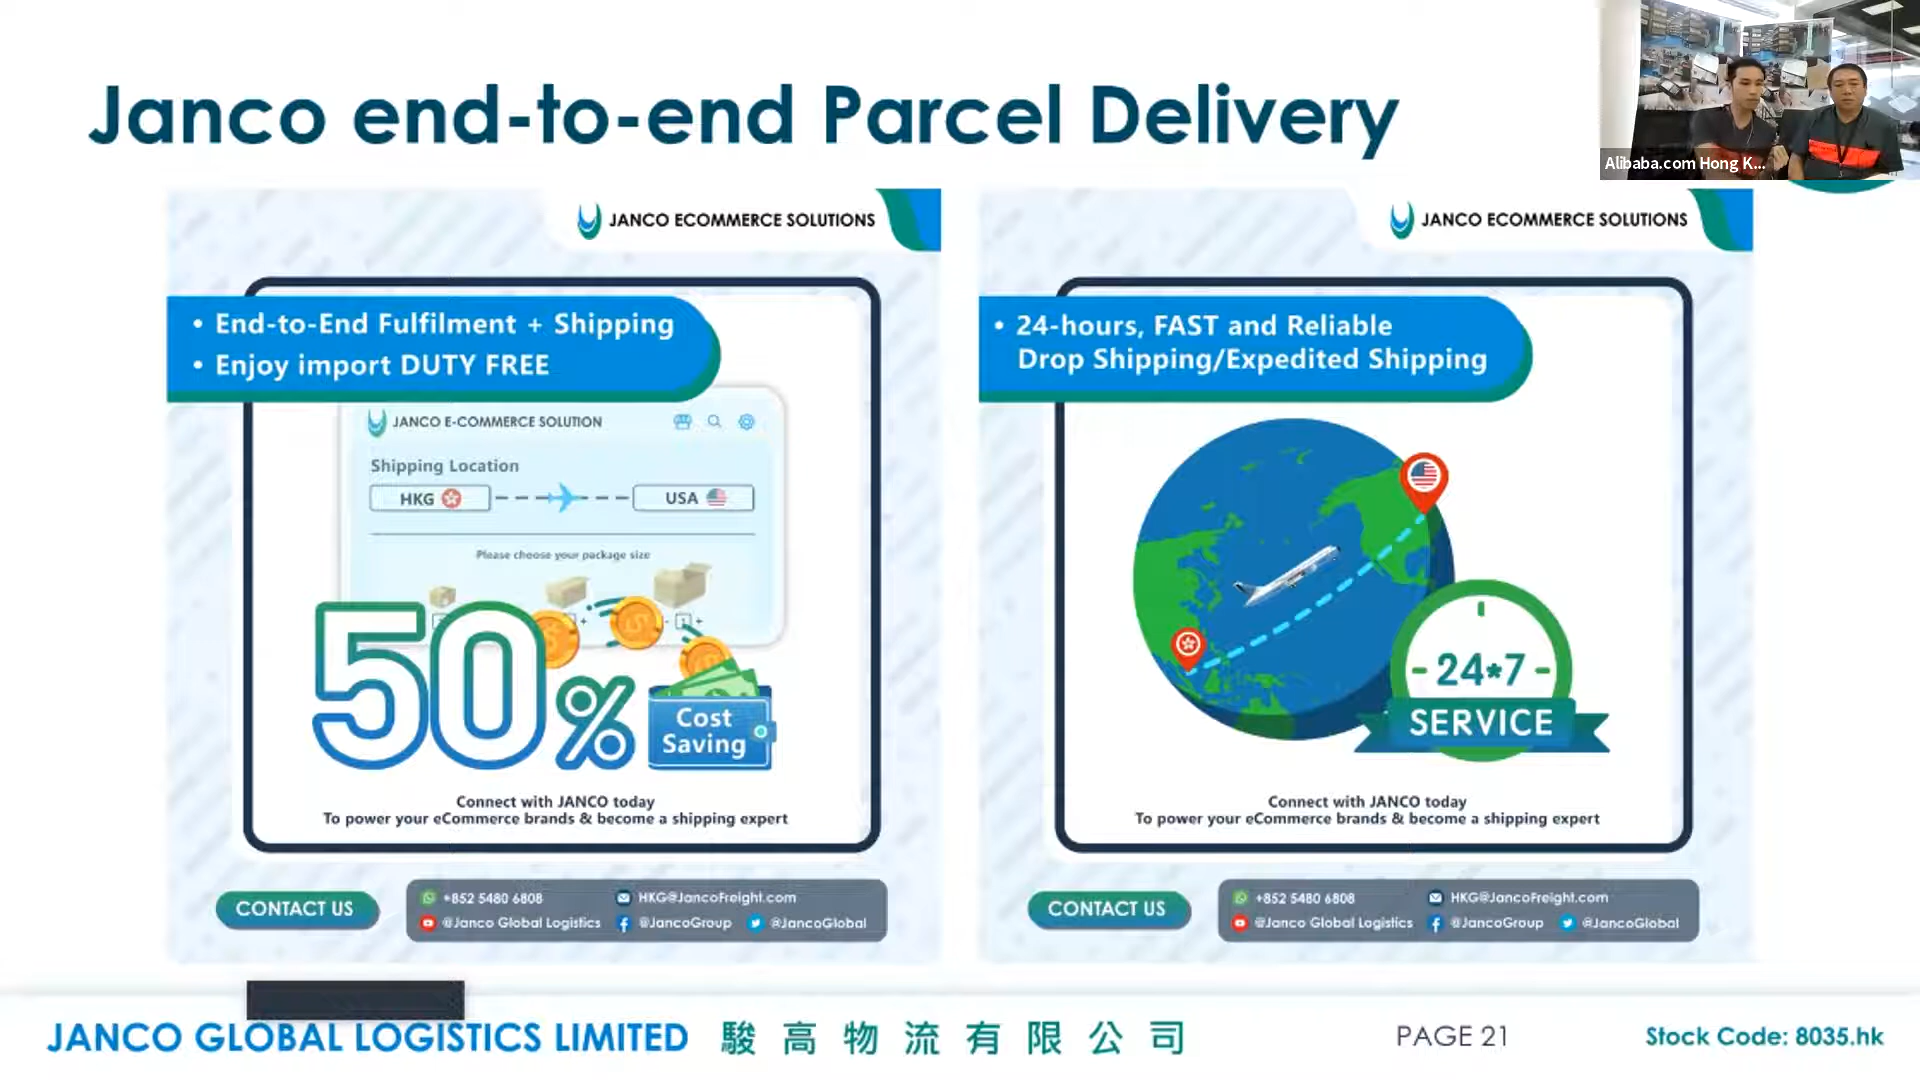 Janco end-to-end Parcel Delivery
Alibaba.com Hong K...
JANCO ECOMMERCE SOLUTIONS
• End-to-End Fulfilment + Shipping
• Enjoy import DUTY FREE
JANCO E-COMMERCE SOLUTION
Shipping Location
HKG
USA
Please choose your package size
50%
Cost
Saving
Connect with JANCO today
To power your eCommerce brands & become a shipping expert
CONTACT US
+852 5480 6808
HKG@JancoFreight.com
@Janco Global Logistics
@JancoGroup
@JancoGlobal
JANCO ECOMMERCE SOLUTIONS
• 24-hours, FAST and Reliable
Drop Shipping/Expedited Shipping
-24*7-
SERVICE
Connect with JANCO today
To power your eCommerce brands & become a shipping expert
CONTACT US
+852 5480 6808
HKG@JancoFreight.com
@Janco Global Logistics
@JancoGroup
@JancoGlobal
JANCO GLOBAL LOGISTICS LIMITED 駿高物流有限公司
PAGE 21
Stock Code: 8035.hk